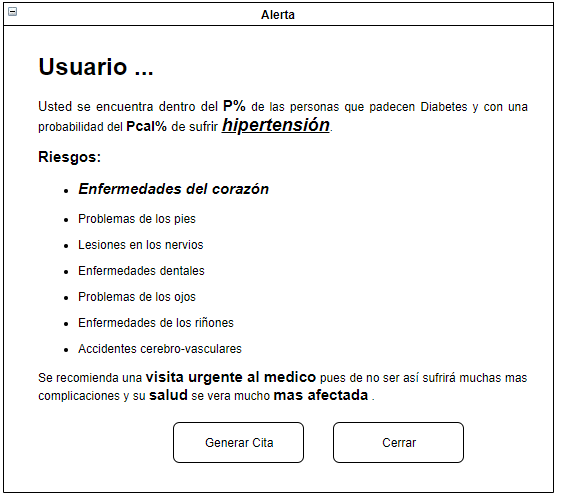 Alerta
Usuario ...
Usted se encuentra dentro del P% de las personas que padecen Diabetes y con una
probabilidad del Pcal% de sufrir hipertensión.
Riesgos:
Enfermedades del corazón
Problemas de los pies
Lesiones en los nervios
Enfermedades dentales
Problemas de los ojos
Enfermedades de los riñones
Accidentes cerebro-vasculares
Se recomienda una visita urgente al medico pues de no ser así sufrirá muchas mas
complicaciones y su salud se vera mucho mas afectada .
Generar Cita
Cerrar